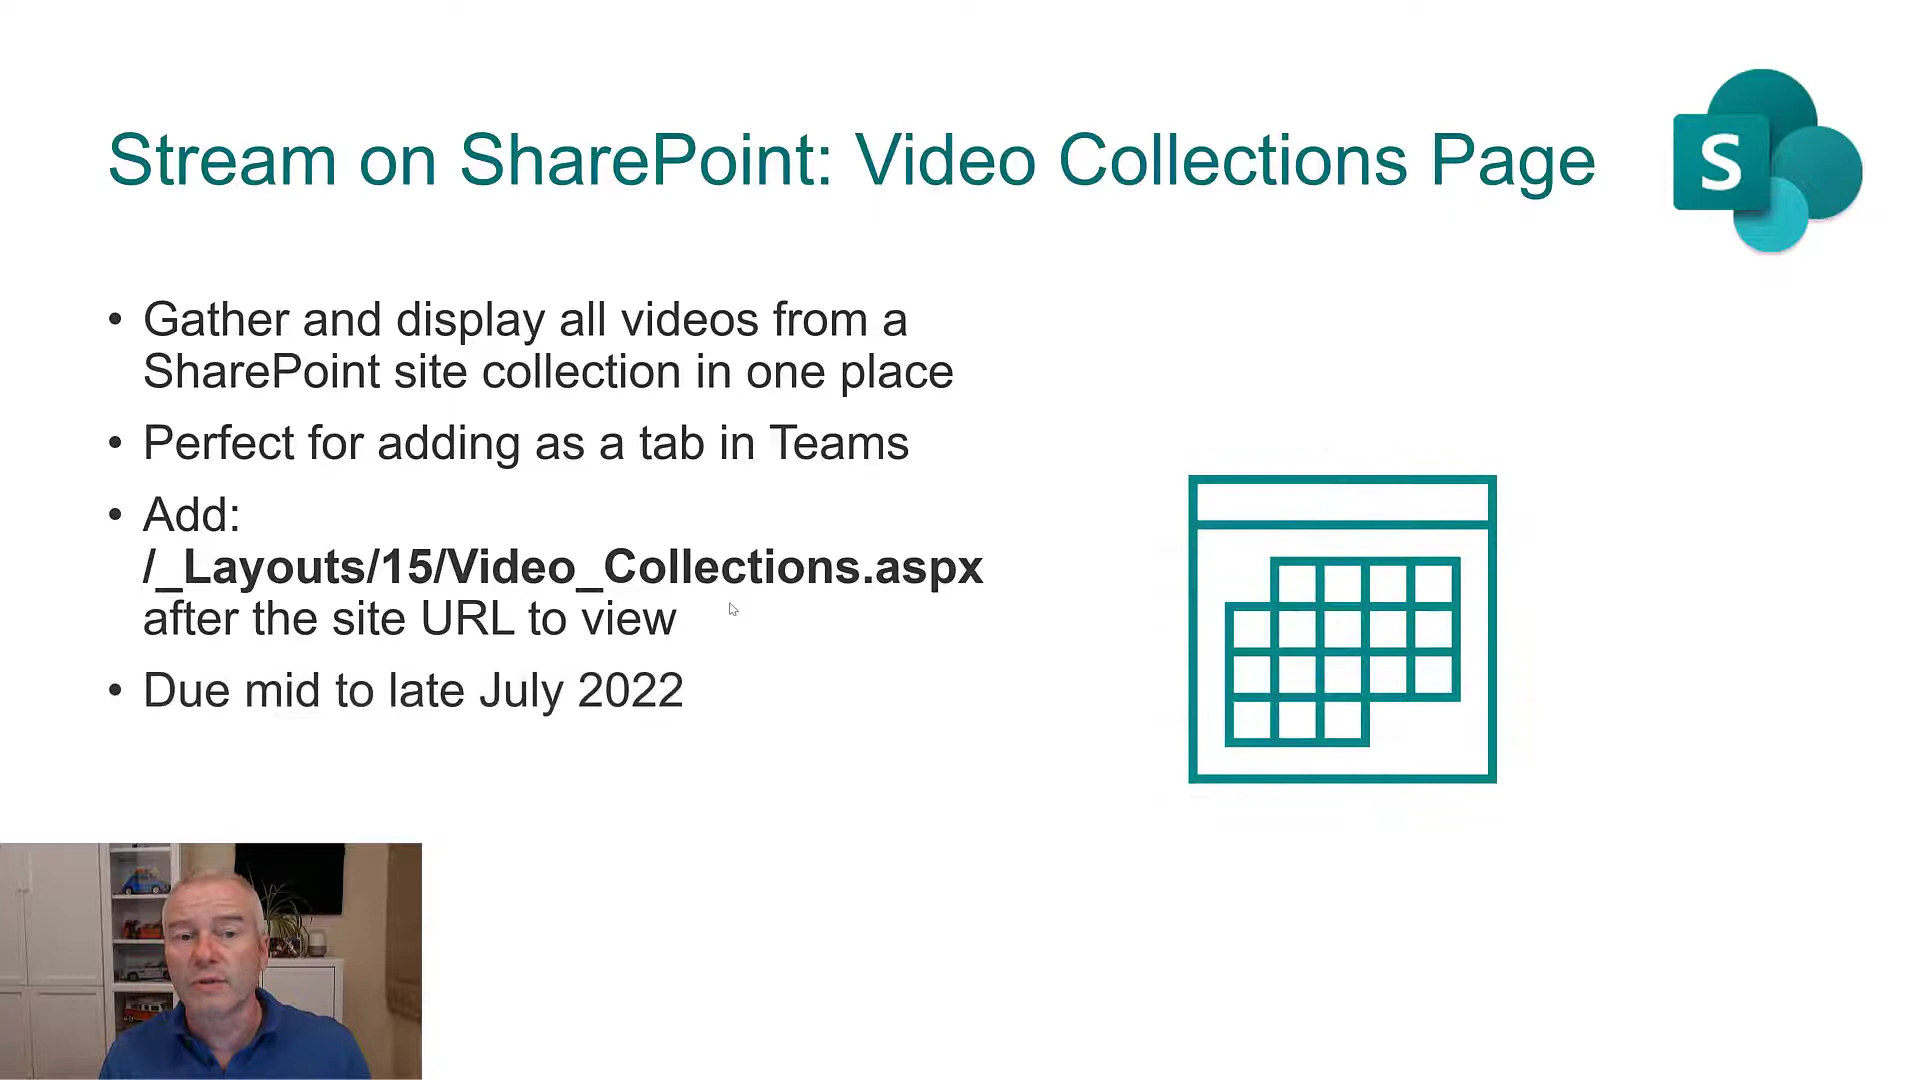 Stream on SharePoint: Video Collections Page
S
• Gather and display all videos from a
SharePoint site collection in one place
• Perfect for adding as a tab in Teams
• Add:
/_Layouts/15/Video_Collections.aspx
after the site URL to view
• Due mid to late July 2022